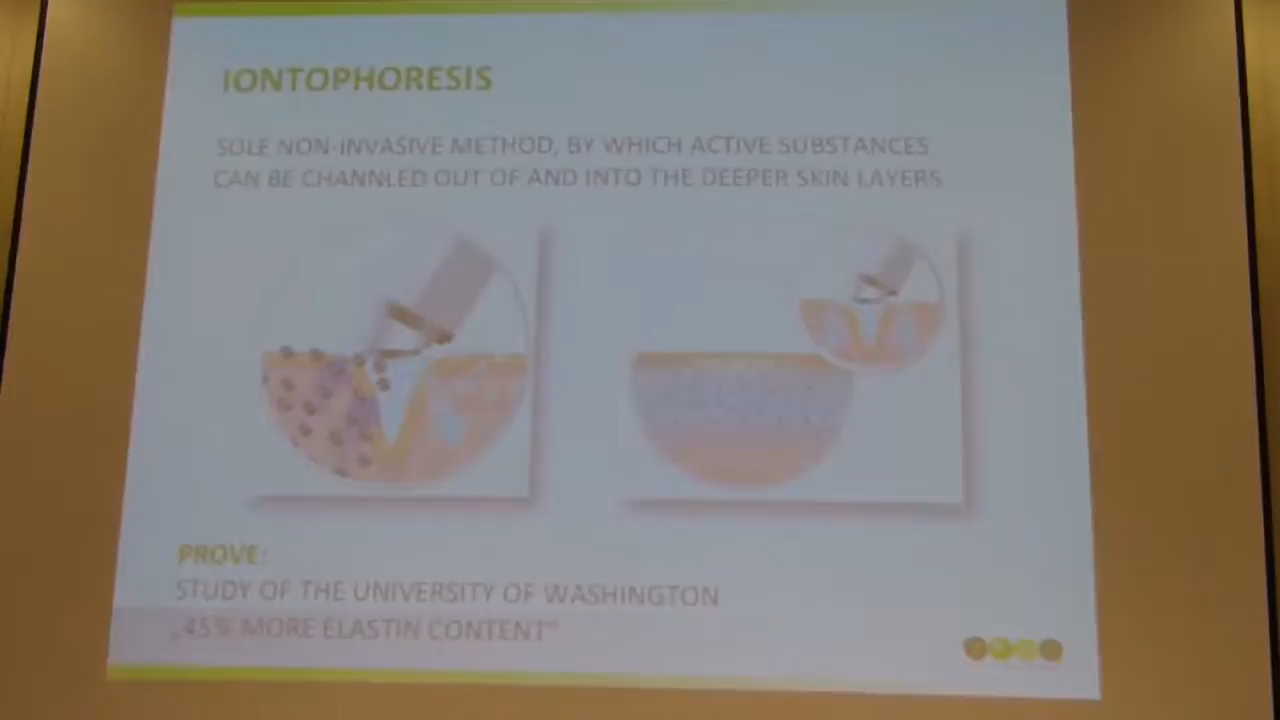 IONTOPHORESIS
SOLE NON-INVASIVE METHOD, BY WHICH ACTIVE SUBSTANCES
CAN BE CHANNLED OUT OF AND INTO THE DEEPER SKIN LAYERS
PROVE:
STUDY OF THE UNIVERSITY OF WASHINGTON
„45% MORE ELASTIN CONTENT"